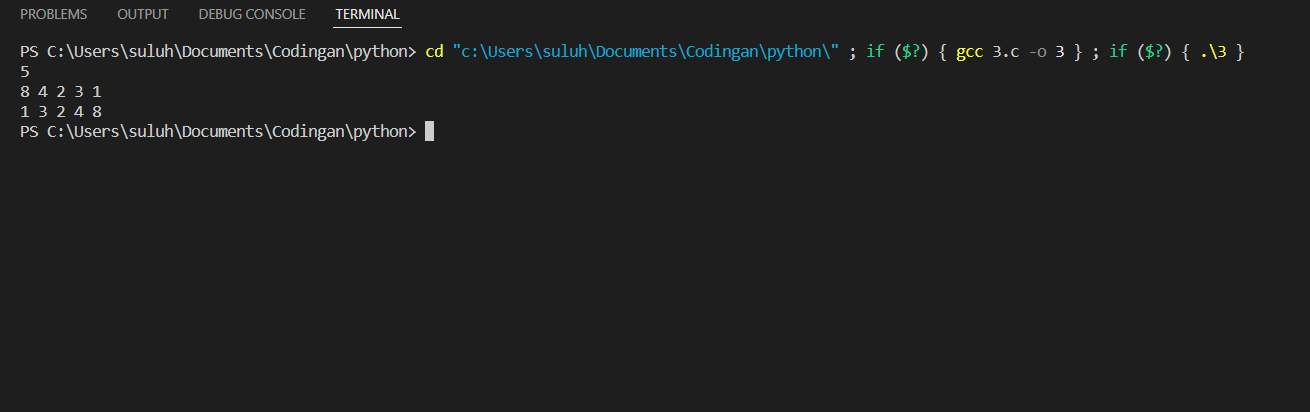 PROBLEMS OUTPUT DEBUG CONSOLE TERMINAL
PS C:\Users\suluh\Documents\Codingan\python> cd "c:\Users\suluh\Documents\Codingan\python\" ; if ($?) { gcc 3.c -o 3 } ; if ($?) { .\3 }
5
8 4 2 3 1
1 3 2 4 8
PS C:\Users\suluh\Documents\Codingan\python>